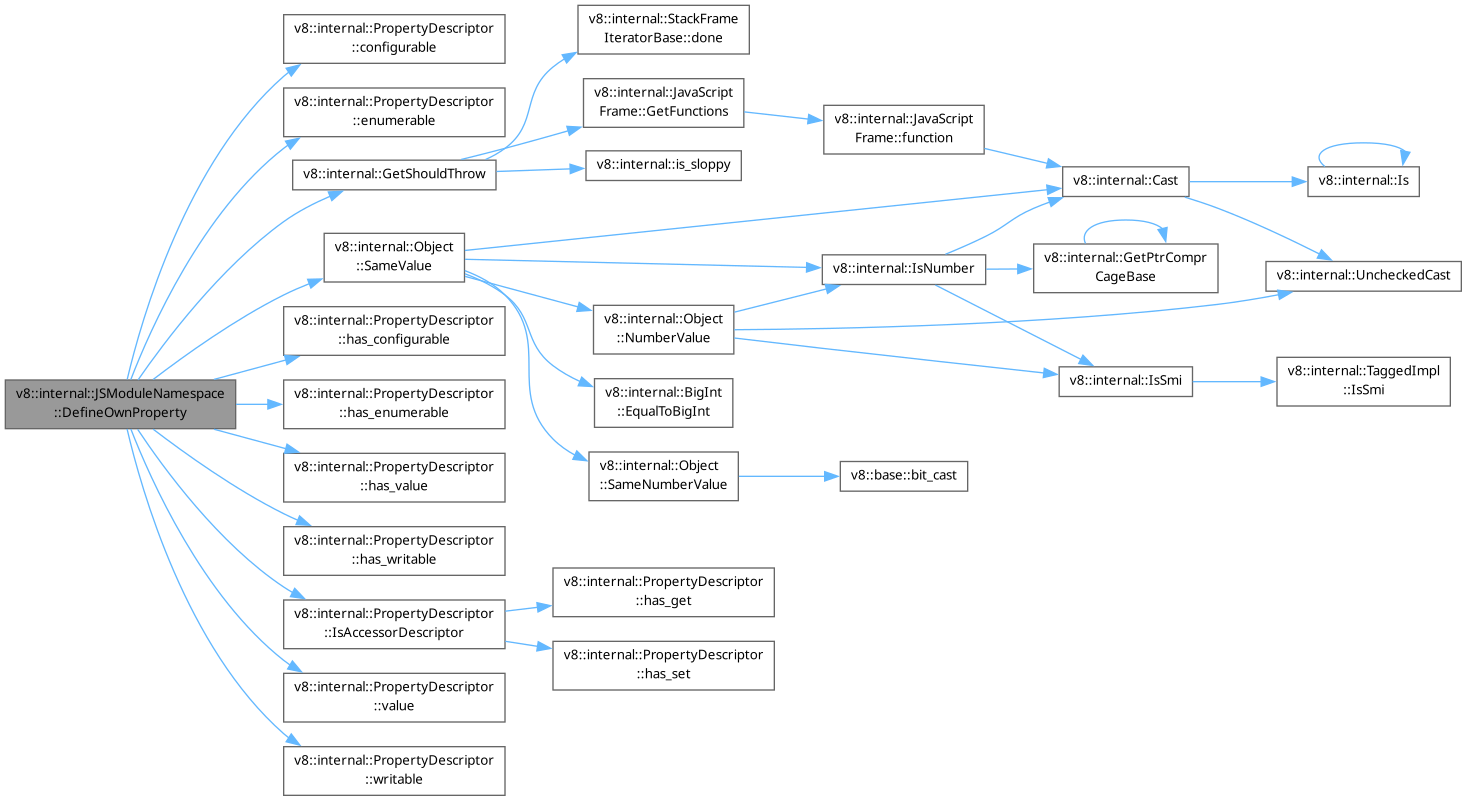 v8::internal::JSModuleNamespace
::DefineOwnProperty
v8::internal::PropertyDescriptor
::configurable
v8::internal::PropertyDescriptor
::enumerable
v8::internal::GetShouldThrow
v8::internal::Object
::SameValue
v8::internal::PropertyDescriptor
::has_configurable
v8::internal::PropertyDescriptor
::has_enumerable
v8::internal::PropertyDescriptor
::has_value
v8::internal::PropertyDescriptor
::has_writable
v8::internal::PropertyDescriptor
::IsAccessorDescriptor
v8::internal::PropertyDescriptor
::value
v8::internal::PropertyDescriptor
::writable
v8::internal::StackFrame
IteratorBase::done
v8::internal::JavaScript
Frame::GetFunctions
v8::internal::is_sloppy
v8::internal::Object
::NumberValue
v8::internal::BigInt
::EqualToBigInt
v8::internal::Object
::SameNumberValue
v8::internal::PropertyDescriptor
::has_get
v8::internal::PropertyDescriptor
::has_set
v8::internal::JavaScript
Frame::function
v8::internal::IsNumber
v8::base::bit_cast
v8::internal::Cast
v8::internal::GetPtrCompr
CageBase
v8::internal::IsSmi
v8::internal::Is
v8::internal::UncheckedCast
v8::internal::TaggedImpl
::IsSmi